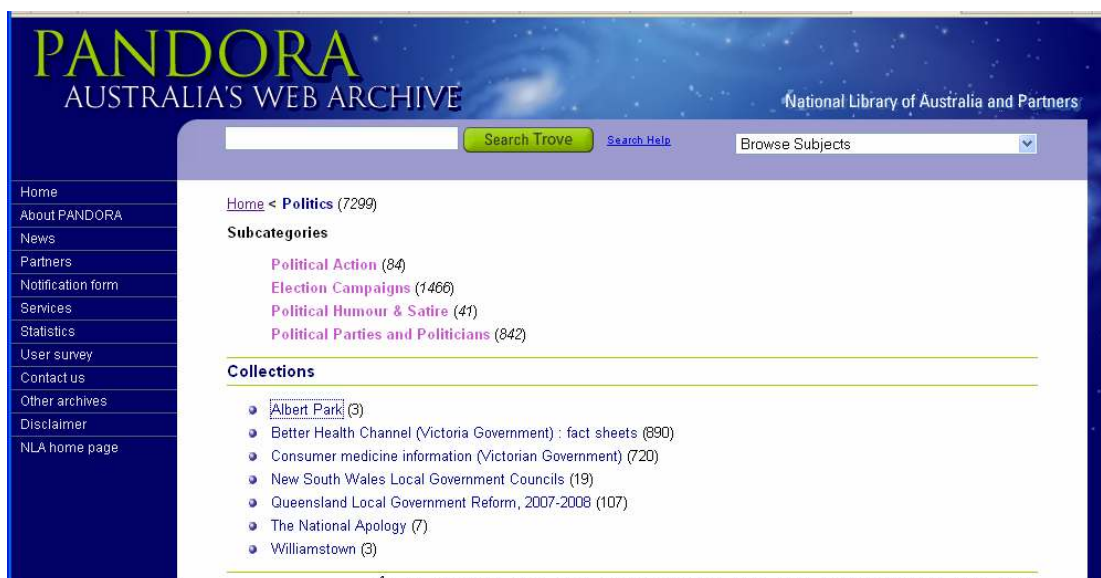 PANDORA
AUSTRALIA'S WEB ARCHIVE
National Library of Australia and Partners
Search Trove Search Help Browse Subjects
Home
About PANDORA
News
Partners
Notification form
Services
Statistics
User survey
Contact us
Other archives
Disclaimer
NLA home page
Home < Politics (7299)
Subcategories
Political Action (84)
Election Campaigns (1466)
Political Humour & Satire (41)
Political Parties and Politicians (842)
Collections
Albert Park (3)
Better Health Channel (Victoria Government) : fact sheets (890)
Consumer medicine information (Victorian Government) (720)
New South Wales Local Government Councils (19)
Queensland Local Government Reform, 2007-2008 (107)
The National Apology (7)
Williamstown (3)